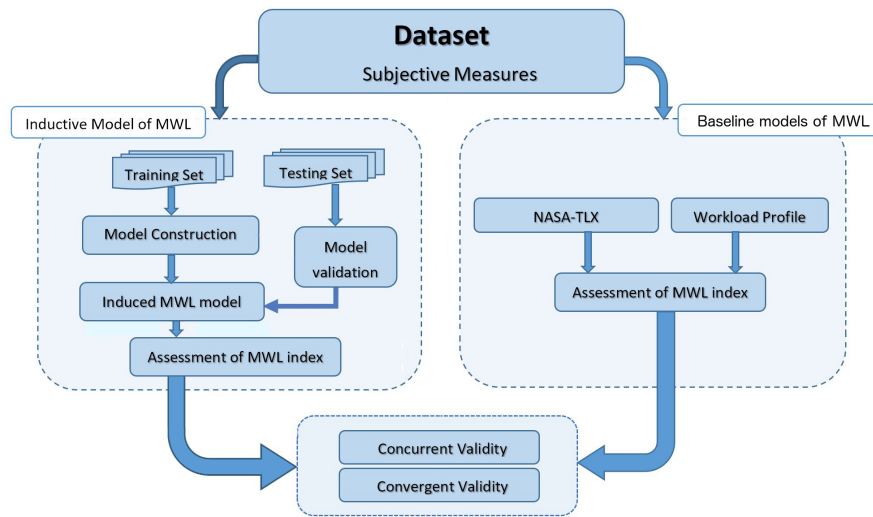 Dataset
Subjective Measures
Inductive Model of MWL
Baseline models of MWL
Training Set
Testing Set
Model Construction
Model
validation
Induced MWL model
Assessment of MWL index
NASA-TLX
Workload Profile
Assessment of MWL index
Concurrent Validity
Convergent Validity